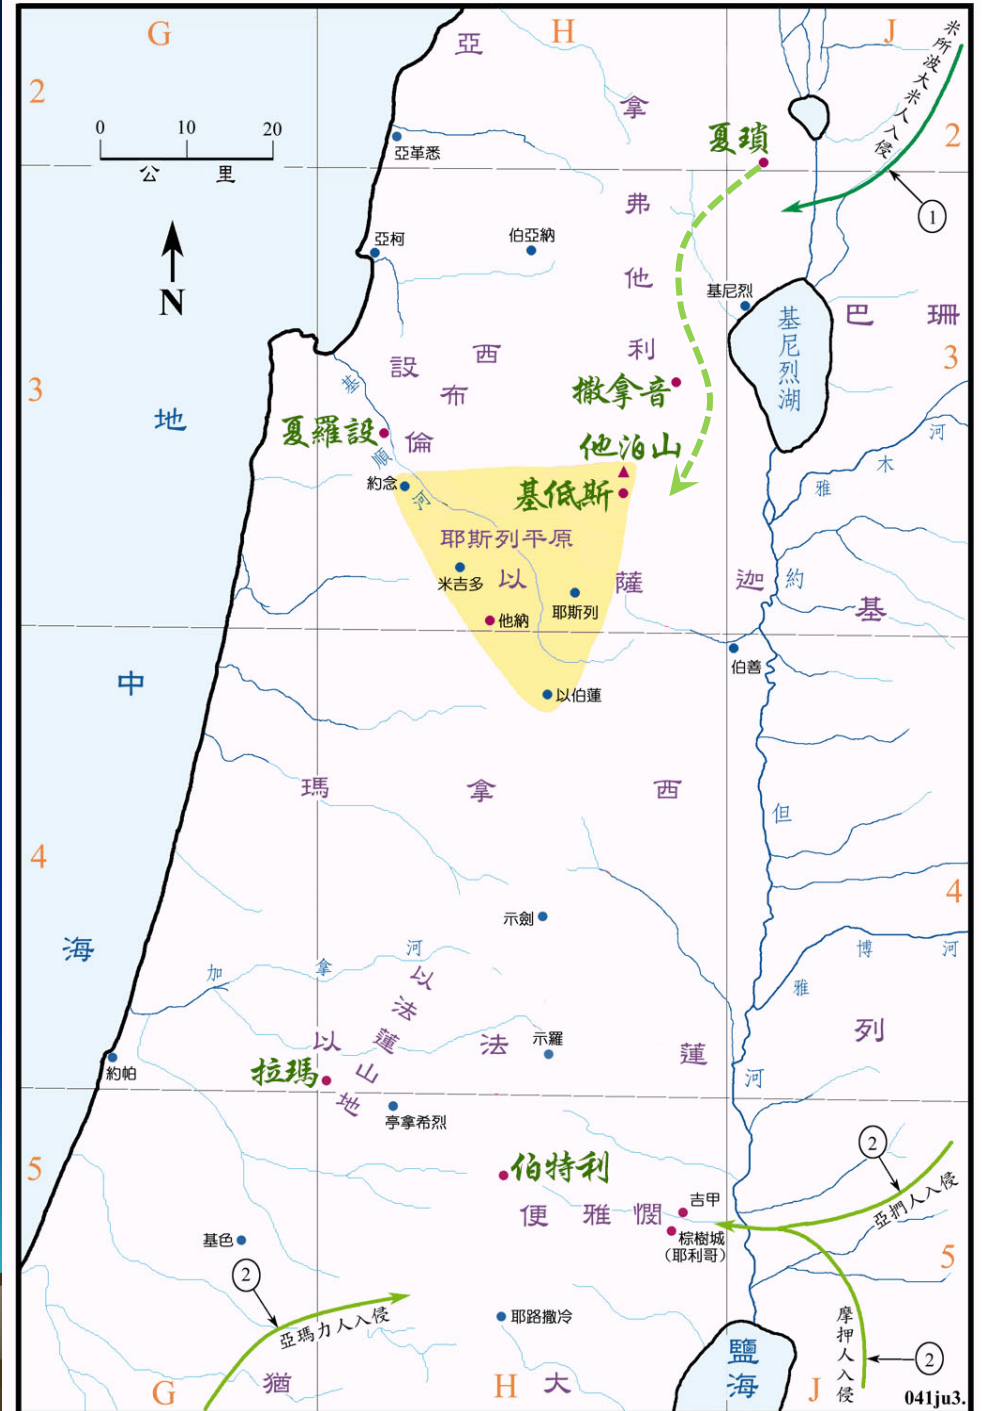 G
H
J
2
亞
米所波大米人入侵
0 10 20
公里
拿
夏瑣
2
亞革悉
1
弗
亞柯
伯亞納
N
他
基尼烈
基尼烈湖
巴珊
利
西
設
布
3
3
基順河
撒拿音
地
夏羅設
倫
他泊山
雅木河
約念
基低斯
耶斯列平原
米吉多
以薩迦
約
基
耶斯列
他納
伯善
中
以伯蓮
瑪拿西
但
4
4
示劍
海
加拿河
雅博河
以法蓮山地
列
以法蓮
示羅
約帕
拉瑪
河
亭拿希烈
5
2
伯特利
亞捫人入侵
便雅憫
吉甲
棕樹城
(耶利哥)
基色
5
2
亞瑪力人入侵
耶路撒冷
摩押人入侵
鹽海
2
G
猶
H
大
J
041ju3.